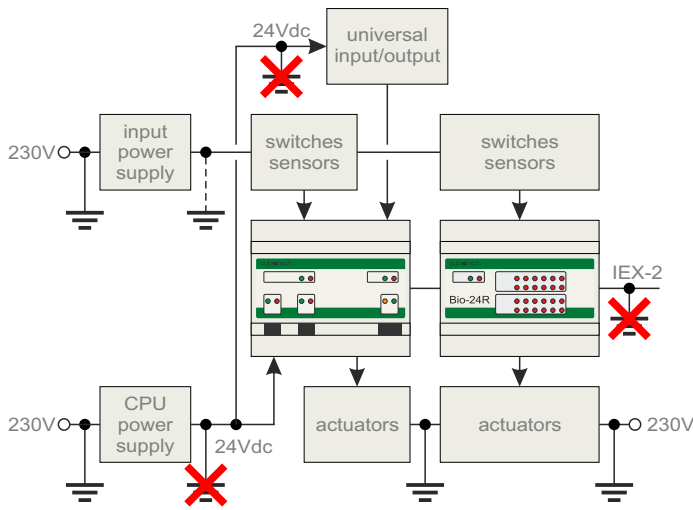 24Vdc
universal
input/output
230V
input
power
supply
switches
sensors
switches
sensors
IEX-2
Bio-24R
230V
CPU
power
supply
24Vdc
actuators
actuators
230V